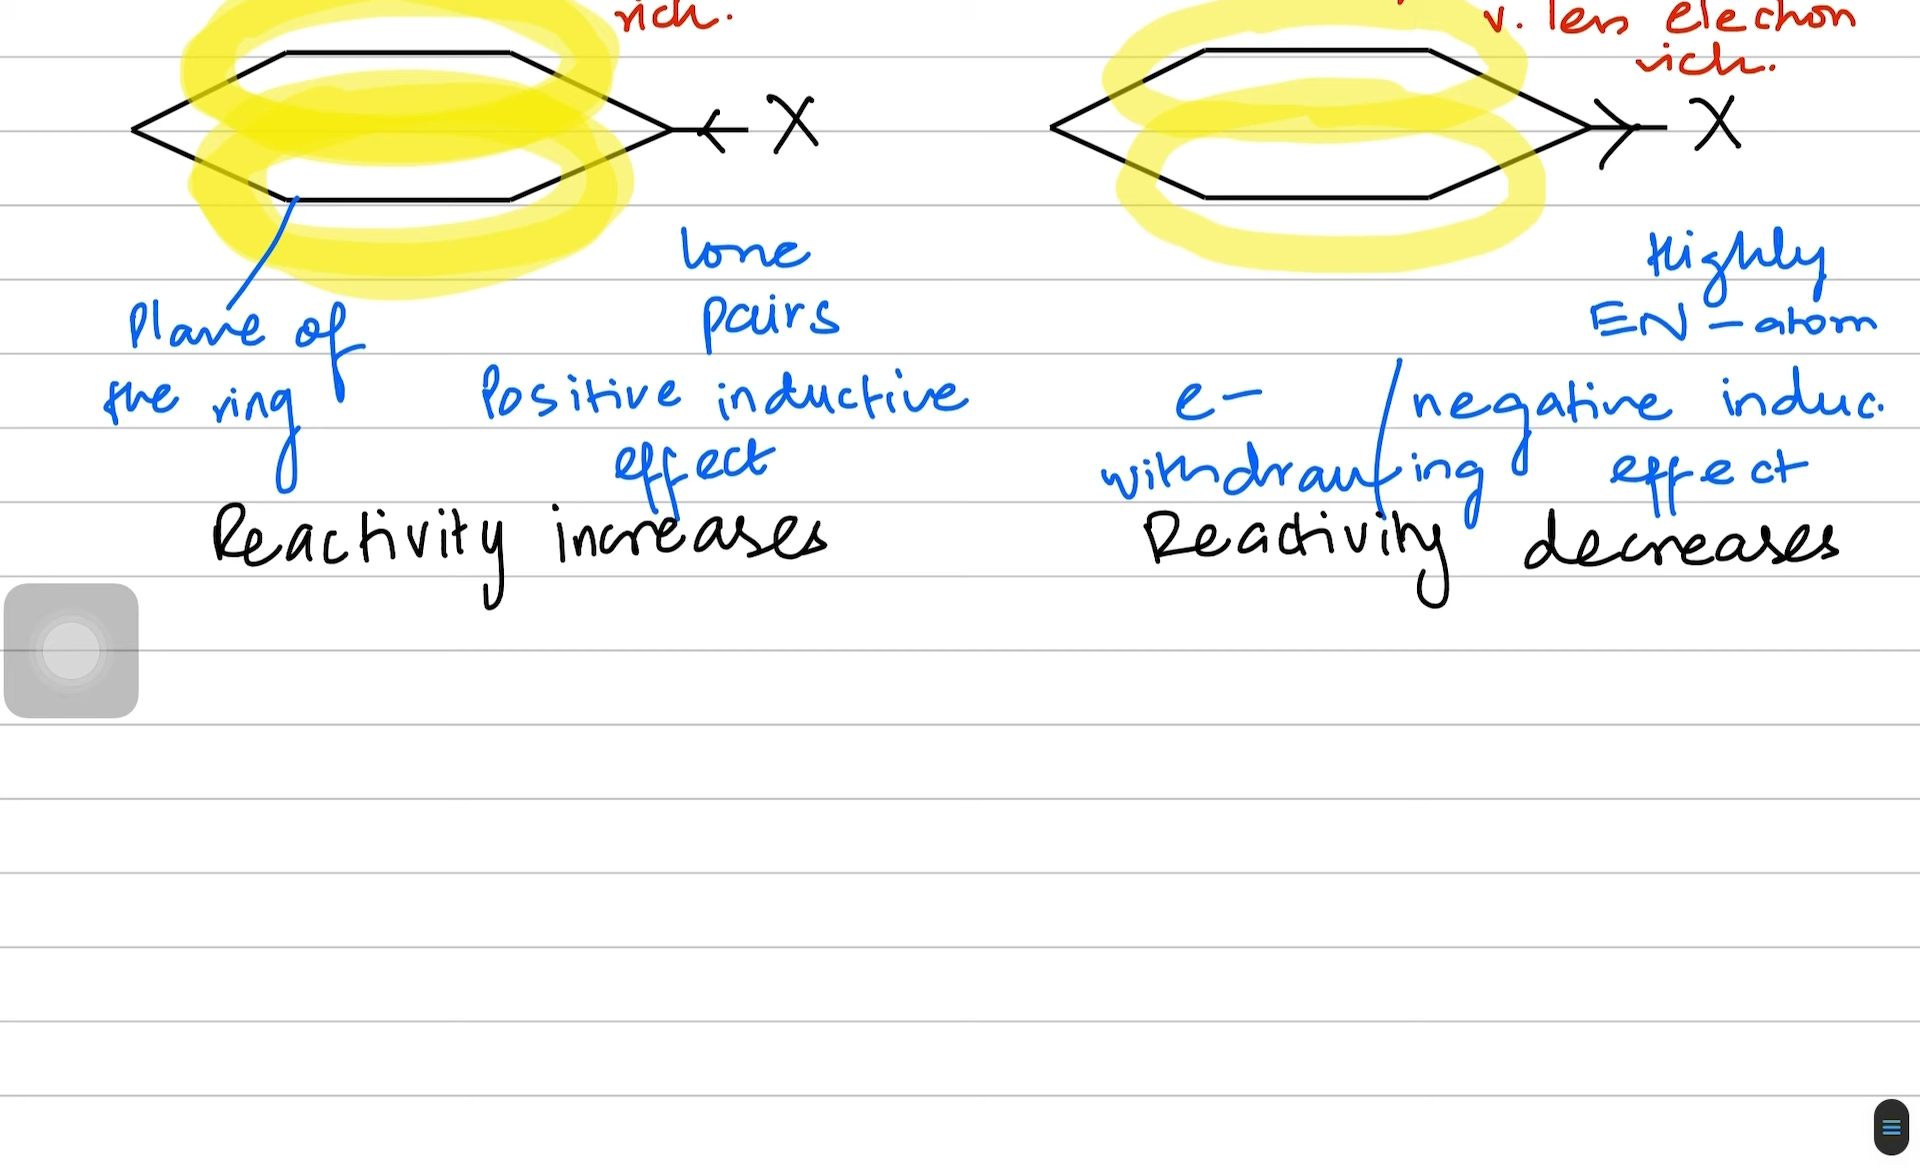 rich.
v. less electron
rich.
X
X
lone
pairs
Highly
EN - atom
Plane of
the ring
Positive inductive
effect
e-
withdrawing
/ negative induc.
effect
Reactivity increases
Reactivity decreases